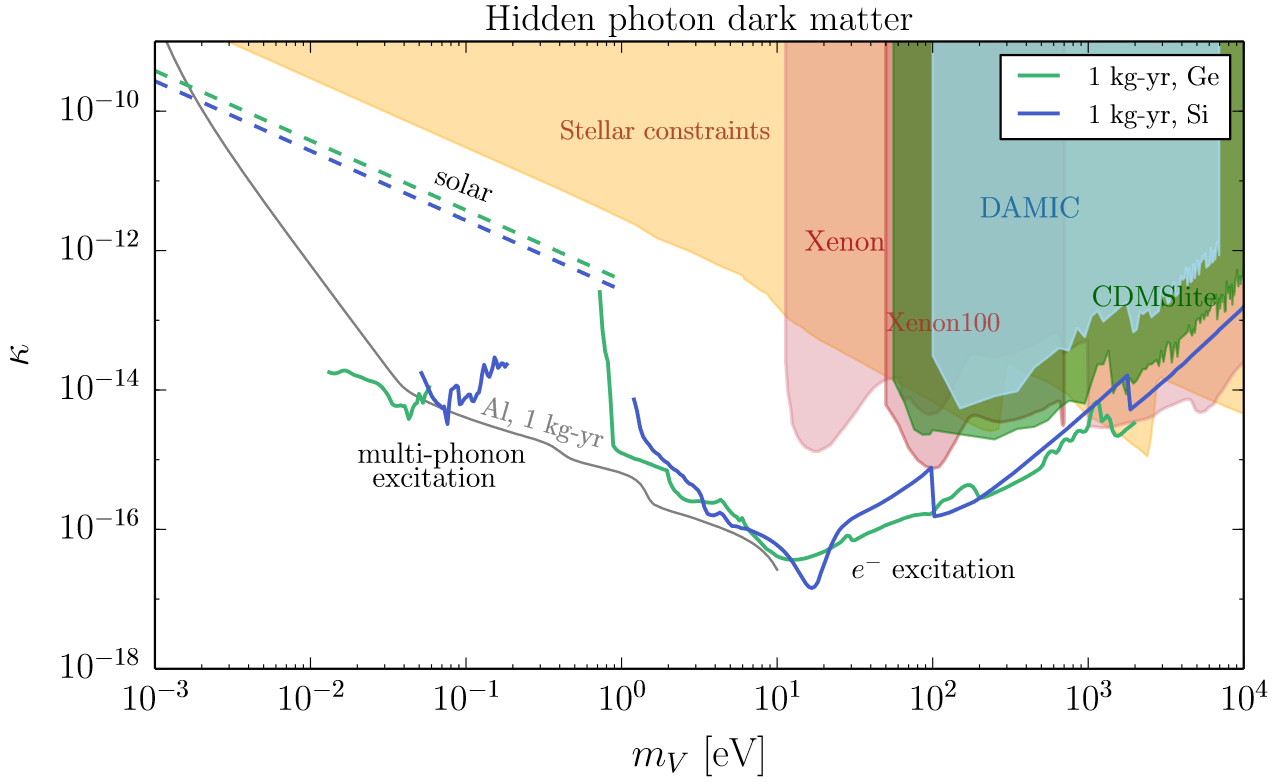 Hidden photon dark matter
1 kg-yr, Ge
1 kg-yr, Si
10⁻¹⁰
10⁻¹²
10⁻¹⁴
10⁻¹⁶
10⁻¹⁸
κ
Stellar constraints
solar
DAMIC
Xenon
CDMSlite
Xenon100
Al, 1 kg-yr
multi-phonon
excitation
e⁻ excitation
10⁻³ 10⁻² 10⁻¹ 10⁰ 10¹ 10² 10³ 10⁴
m_V [eV]